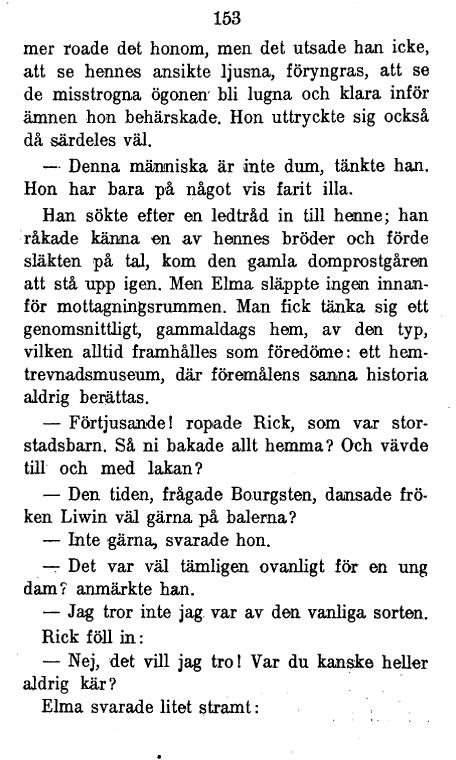 153
mer roade det honom, men det utsade han icke,
att se hennes ansikte ljusna, föryngras, att se
de misstrogna ögonen bli lugna och klara inför
ämnen hon behärskade. Hon uttryckte sig också
då särdeles väl.
— Denna människa är inte dum, tänkte han.
Hon har bara på något vis farit illa.
Han sökte efter en ledtråd in till henne; han
råkade känna en av hennes bröder och förde
släkten på tal, kom den gamla domprostgåren
att stå upp igen. Men Elma släppte ingen innan-
för mottagningsrummen. Man fick tänka sig ett
genomsnittligt, gammaldags hem, av den typ,
vilken alltid framhålles som föredöme: ett hem-
trevnadsmuseum, där föremålens sanna historia
aldrig berättas.
— Förtjusande! ropade Rick, som var stor-
stadsbarn. Så ni bakade allt hemma? Och vävde
till och med lakan?
— Den tiden, frågade Bourgsten, dansade frö-
ken Liwin väl gärna på balerna?
— Inte gärna, svarade hon.
— Det var väl tämligen ovanligt för en ung
dam? anmärkte han.
— Jag tror inte jag var av den vanliga sorten.
Rick föll in:
— Nej, det vill jag tro! Var du kanske heller
aldrig kär?
Elma svarade litet stramt: